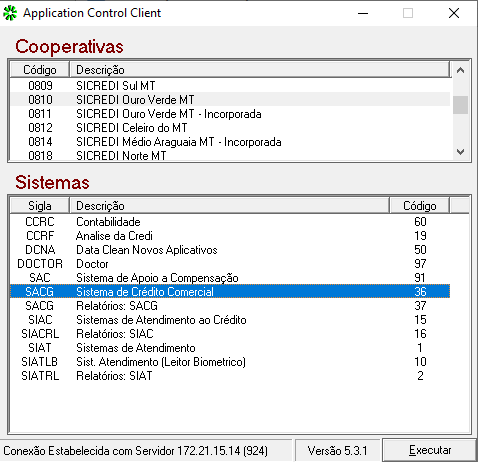 Application Control Client
Cooperativas
Código Descrição
0809 SICREDI Sul MT
0810 SICREDI Ouro Verde MT
0811 SICREDI Ouro Verde MT - Incorporada
0812 SICREDI Celeiro do MT
0814 SICREDI Médio Araguaia MT - Incorporada
0818 SICREDI Norte MT
Sistemas
Sigla Descrição Código
CCRC Contabilidade 60
CCRF Analise da Credi 19
DCNA Data Clean Novos Aplicativos 50
DOCTOR Doctor 97
SAC Sistema de Apoio a Compensação 91
SACG Sistema de Crédito Comercial 36
SACG Relatórios: SACG 37
SIAC Sistemas de Atendimento ao Crédito 15
SIACRL Relatórios: SIAC 16
SIAT Sistemas de Atendimento 1
SIATLB Sist. Atendimento (Leitor Biometrico) 10
SIATRL Relatórios: SIAT 2
Conexão Estabelecida com Servidor 172.21.15.14 (924) Versão 5.3.1 Executar